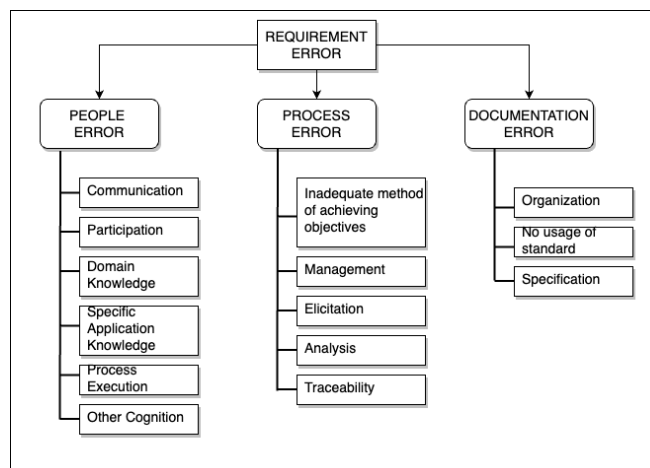 REQUIREMENT
ERROR
PEOPLE
ERROR
PROCESS
ERROR
DOCUMENTATION
ERROR
Communication
Participation
Domain
Knowledge
Specific
Application
Knowledge
Process
Execution
Other Cognition
Inadequate method
of achieving
objectives
Management
Elicitation
Analysis
Traceability
Organization
No usage of
standard
Specification